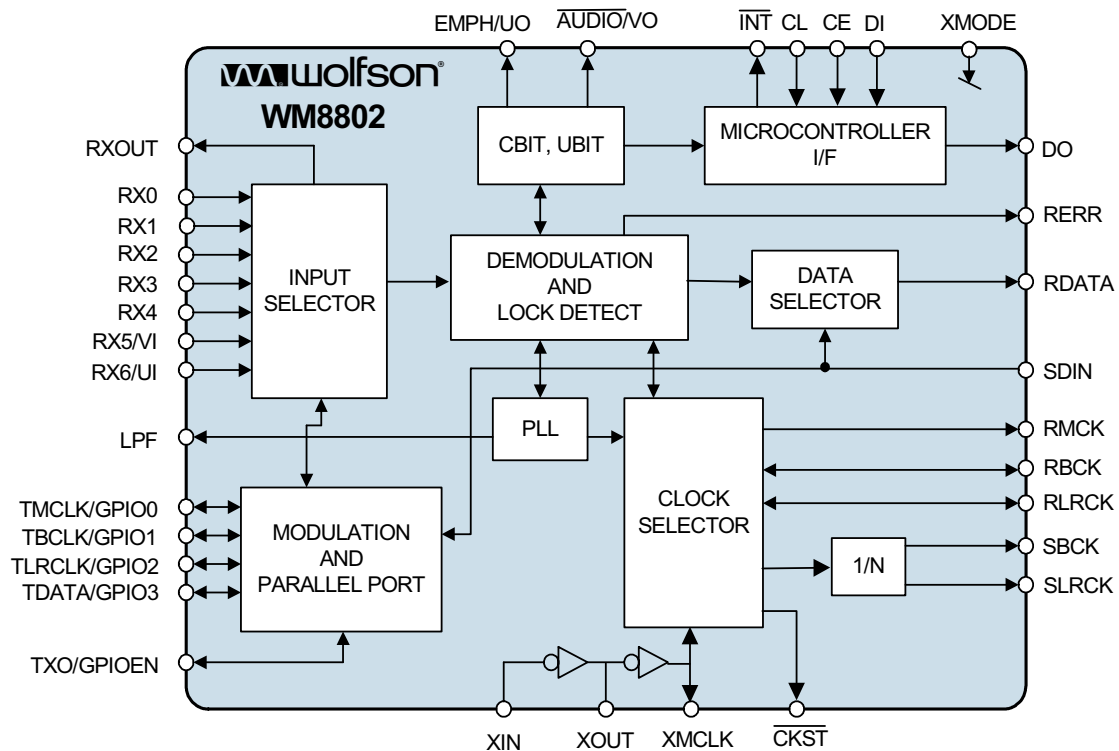 EMPH/UO
AUDIO/VO
INT
CL
CE
DI
XMODE
wolfson®
WM8802
RXOUT
RX0
RX1
RX2
RX3
RX4
RX5/VI
RX6/UI
LPF
TMCLK/GPIO0
TBCLK/GPIO1
TLRCLK/GPIO2
TDATA/GPIO3
TXO/GPIOEN
CBIT, UBIT
MICROCONTROLLER
I/F
INPUT
SELECTOR
DEMODULATION
AND
LOCK DETECT
DATA
SELECTOR
PLL
CLOCK
SELECTOR
MODULATION
AND
PARALLEL PORT
1/N
DO
RERR
RDATA
SDIN
RMCK
RBCK
RLRCK
SBCK
SLRCK
XIN
XOUT
XMCLK
CKST